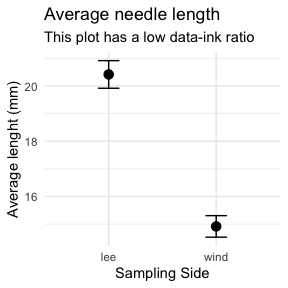 Average needle length
This plot has a low data-ink ratio
Average lenght (mm)
20
18
16
lee
wind
Sampling Side